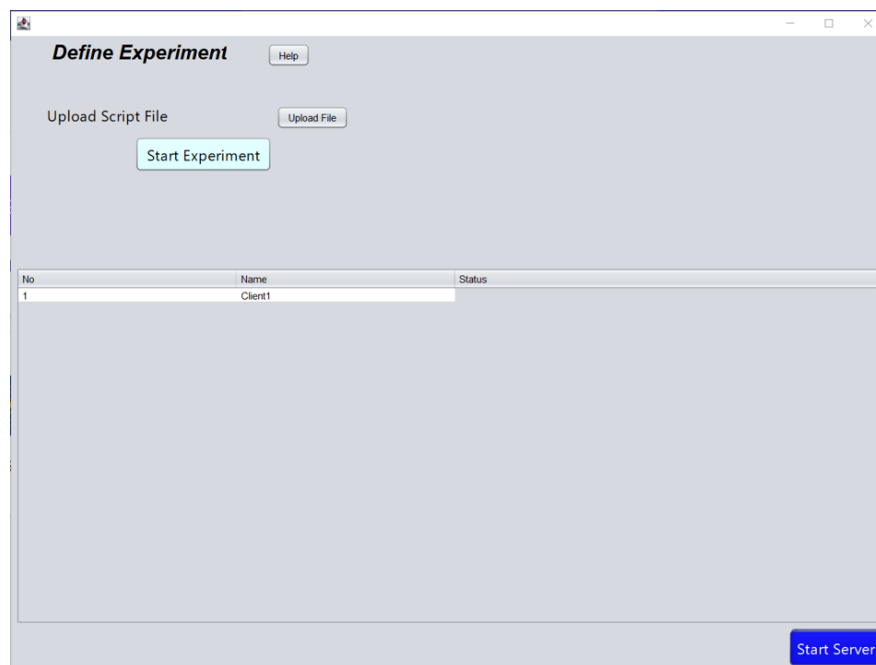 Define Experiment Help
Upload Script File Upload File
Start Experiment
No Name Status
1 Client1
Start Server